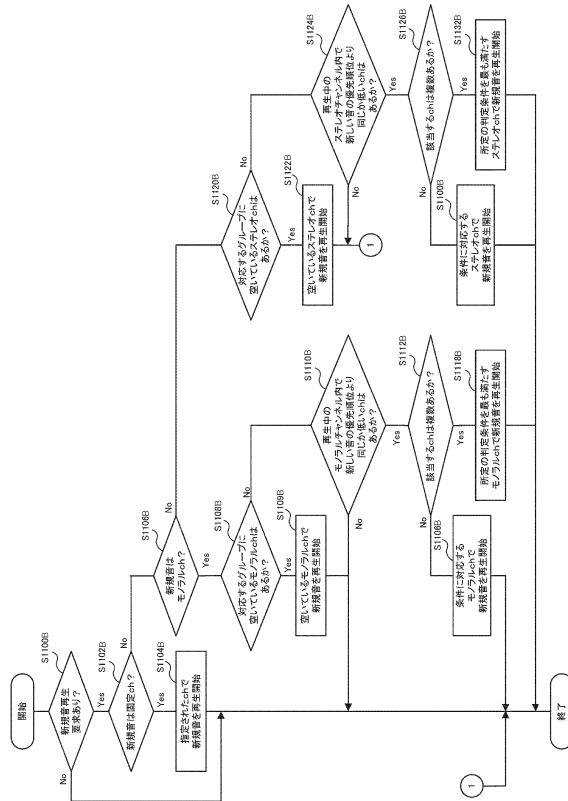 開始
S1100B
新規音再生
要求あり?
No
Yes
S1102B
新規音は固定ch?
No
Yes
S1104B
指定されたchで
新規音を再生開始
S1106B
新規音は
モノラルch?
No
Yes
S1108B
対応するグループに
空いているモノラルchは
あるか?
No
Yes
S1109B
空いているモノラルchで
新規音を再生開始
S1110B
再生中の
モノラルチャンネル内で
新しい音の優先順位より
同じか低いchは
あるか?
No
Yes
S1112B
該当するchは複数あるか?
No
Yes
S1106B
条件に対応する
モノラルchで
新規音を再生開始
S1118B
所定の判定条件を最も満たす
モノラルchで新規音を再生開始
S1120B
対応するグループに
空いているステレオchは
あるか?
No
Yes
S1122B
空いているステレオchで
新規音を再生開始
1
S1124B
再生中の
ステレオチャンネル内で
新しい音の優先順位より
同じか低いchは
あるか?
No
Yes
S1126B
該当するchは複数あるか?
No
Yes
S1100B
条件に対応する
ステレオchで
新規音を再生開始
S1132B
所定の判定条件を最も満たす
ステレオchで新規音を再生開始
1
終了